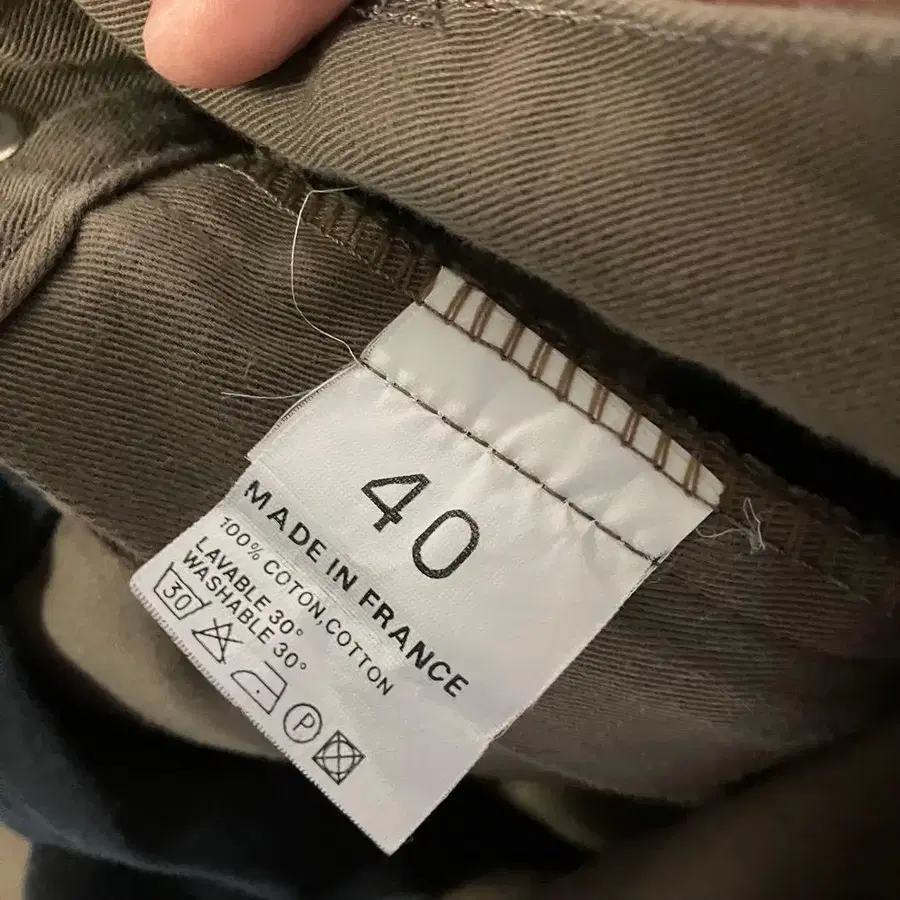 40
MADE IN FRANCE
100% COTON,COTTON
LAVABLE 30°
WASHABLE 30°
30
P